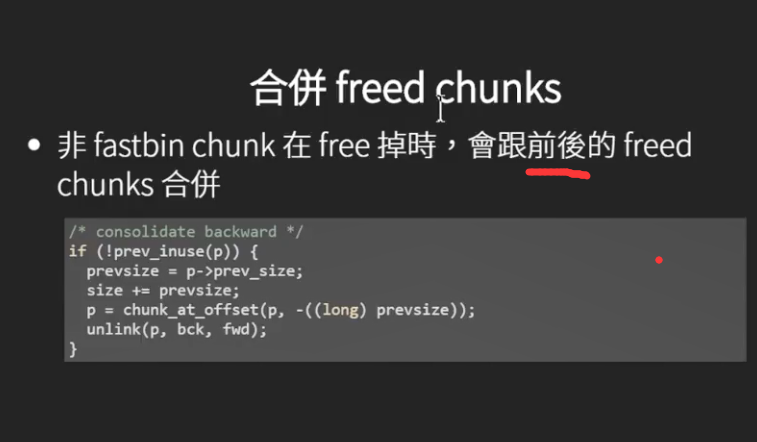 合併 freed chunks
• 非 fastbin chunk 在 free 掉時，會跟前後的 freed
chunks 合併
/* consolidate backward */
if (!prev_inuse(p)) {
  prevsize = p->prev_size;
  size += prevsize;
  p = chunk_at_offset(p, -((long) prevsize));
  unlink(p, bck, fwd);
}